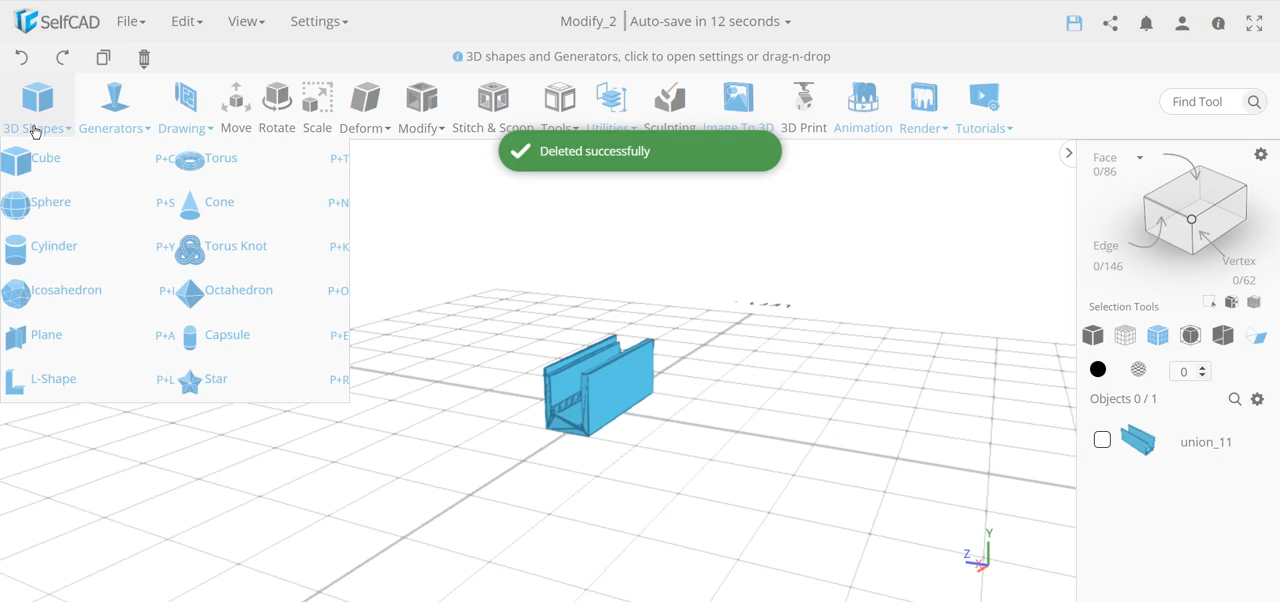 SelfCAD File Edit View Settings Modify_2 Auto-save in 12 seconds
3D shapes and Generators, click to open settings or drag-n-drop
Find Tool
3D Shapes Generators Drawing Move Rotate Scale Deform Modify Stitch & Scoop Tools Utilities Sculpting Image To 3D 3D Print Animation Render Tutorials
Deleted successfully
Cube P+C Torus P+T
Sphere P+S Cone P+N
Cylinder P+Y Torus Knot P+K
Icosahedron P+I Octahedron P+O
Plane P+A Capsule P+E
L-Shape P+L Star P+R
Face
0/86
Edge
0/146
Vertex
0/62
Selection Tools
0
Objects 0 / 1
union_11
Y
Z
X